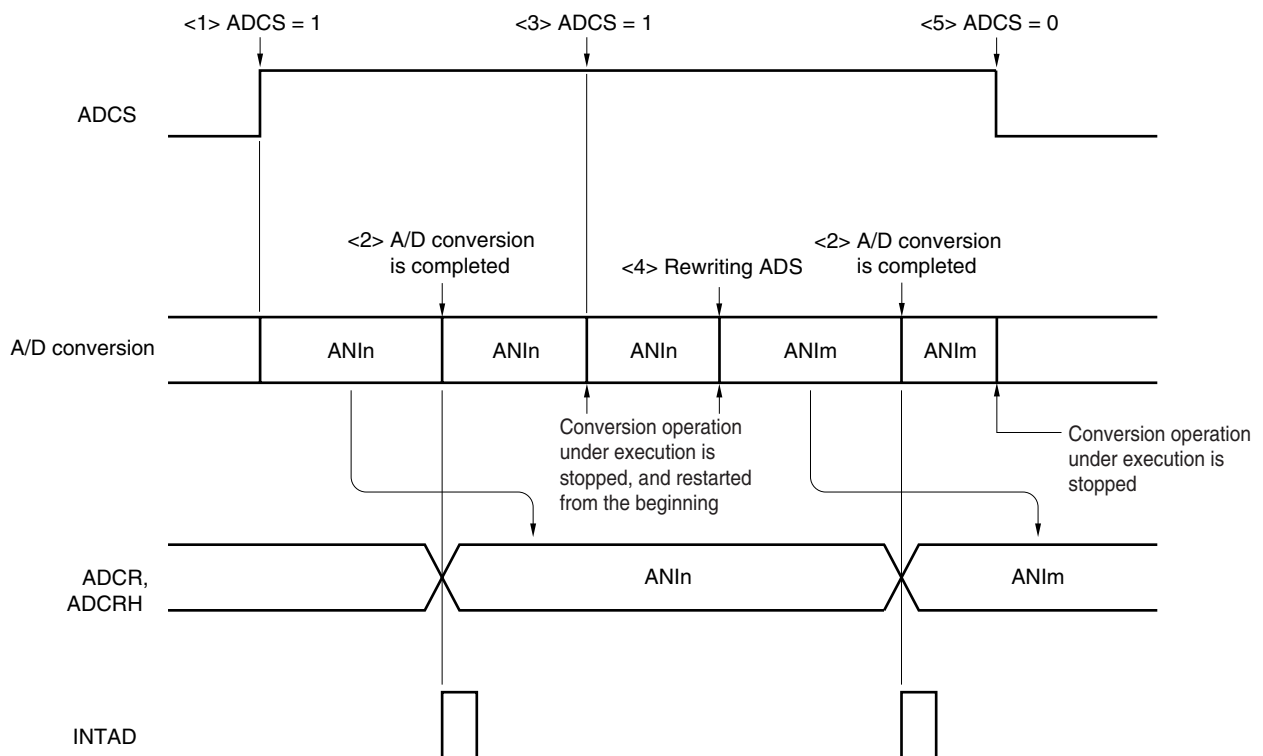 <1> ADCS = 1
<3> ADCS = 1
<5> ADCS = 0
ADCS
<2> A/D conversion
is completed
<4> Rewriting ADS
<2> A/D conversion
is completed
A/D conversion
ANIn
ANIn
ANIn
ANIm
ANIm
Conversion operation
under execution is
stopped, and restarted
from the beginning
Conversion operation
under execution is
stopped
ADCR,
ADCRH
ANIn
ANIm
INTAD